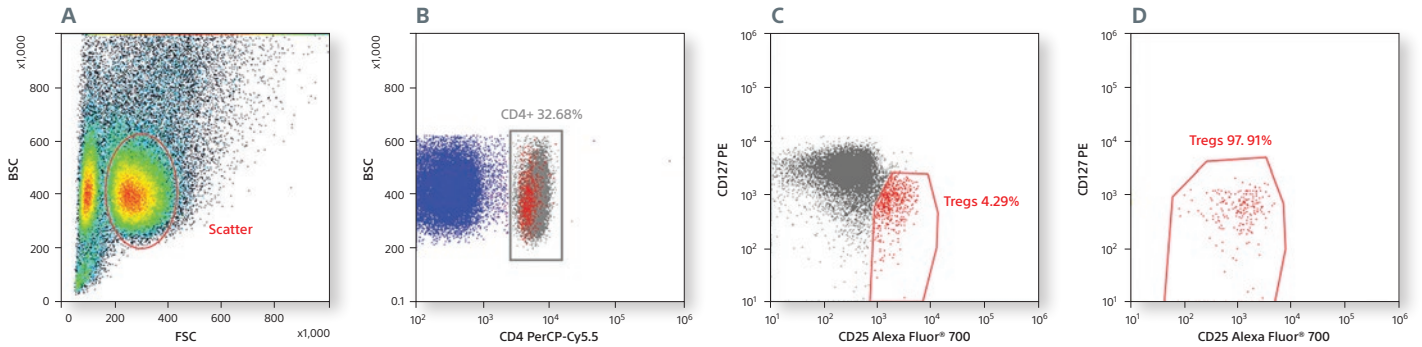 A
x1,000
800
600
400
200
0
BSC
Scatter
0 200 400 600 800
FSC
x1,000
B
x1,000
800
600
400
200
0.1
BSC
CD4+ 32.68%
10² 10³ 10⁴ 10⁵ 10⁶
CD4 PerCP-Cy5.5
C
10⁶
10⁵
10⁴
10³
10²
10¹
CD127 PE
Tregs 4.29%
10¹ 10² 10³ 10⁴ 10⁵ 10⁶
CD25 Alexa Fluor® 700
D
10⁶
10⁵
10⁴
10³
10²
10¹
CD127 PE
Tregs 97. 91%
10¹ 10² 10³ 10⁴ 10⁵ 10⁶
CD25 Alexa Fluor® 700